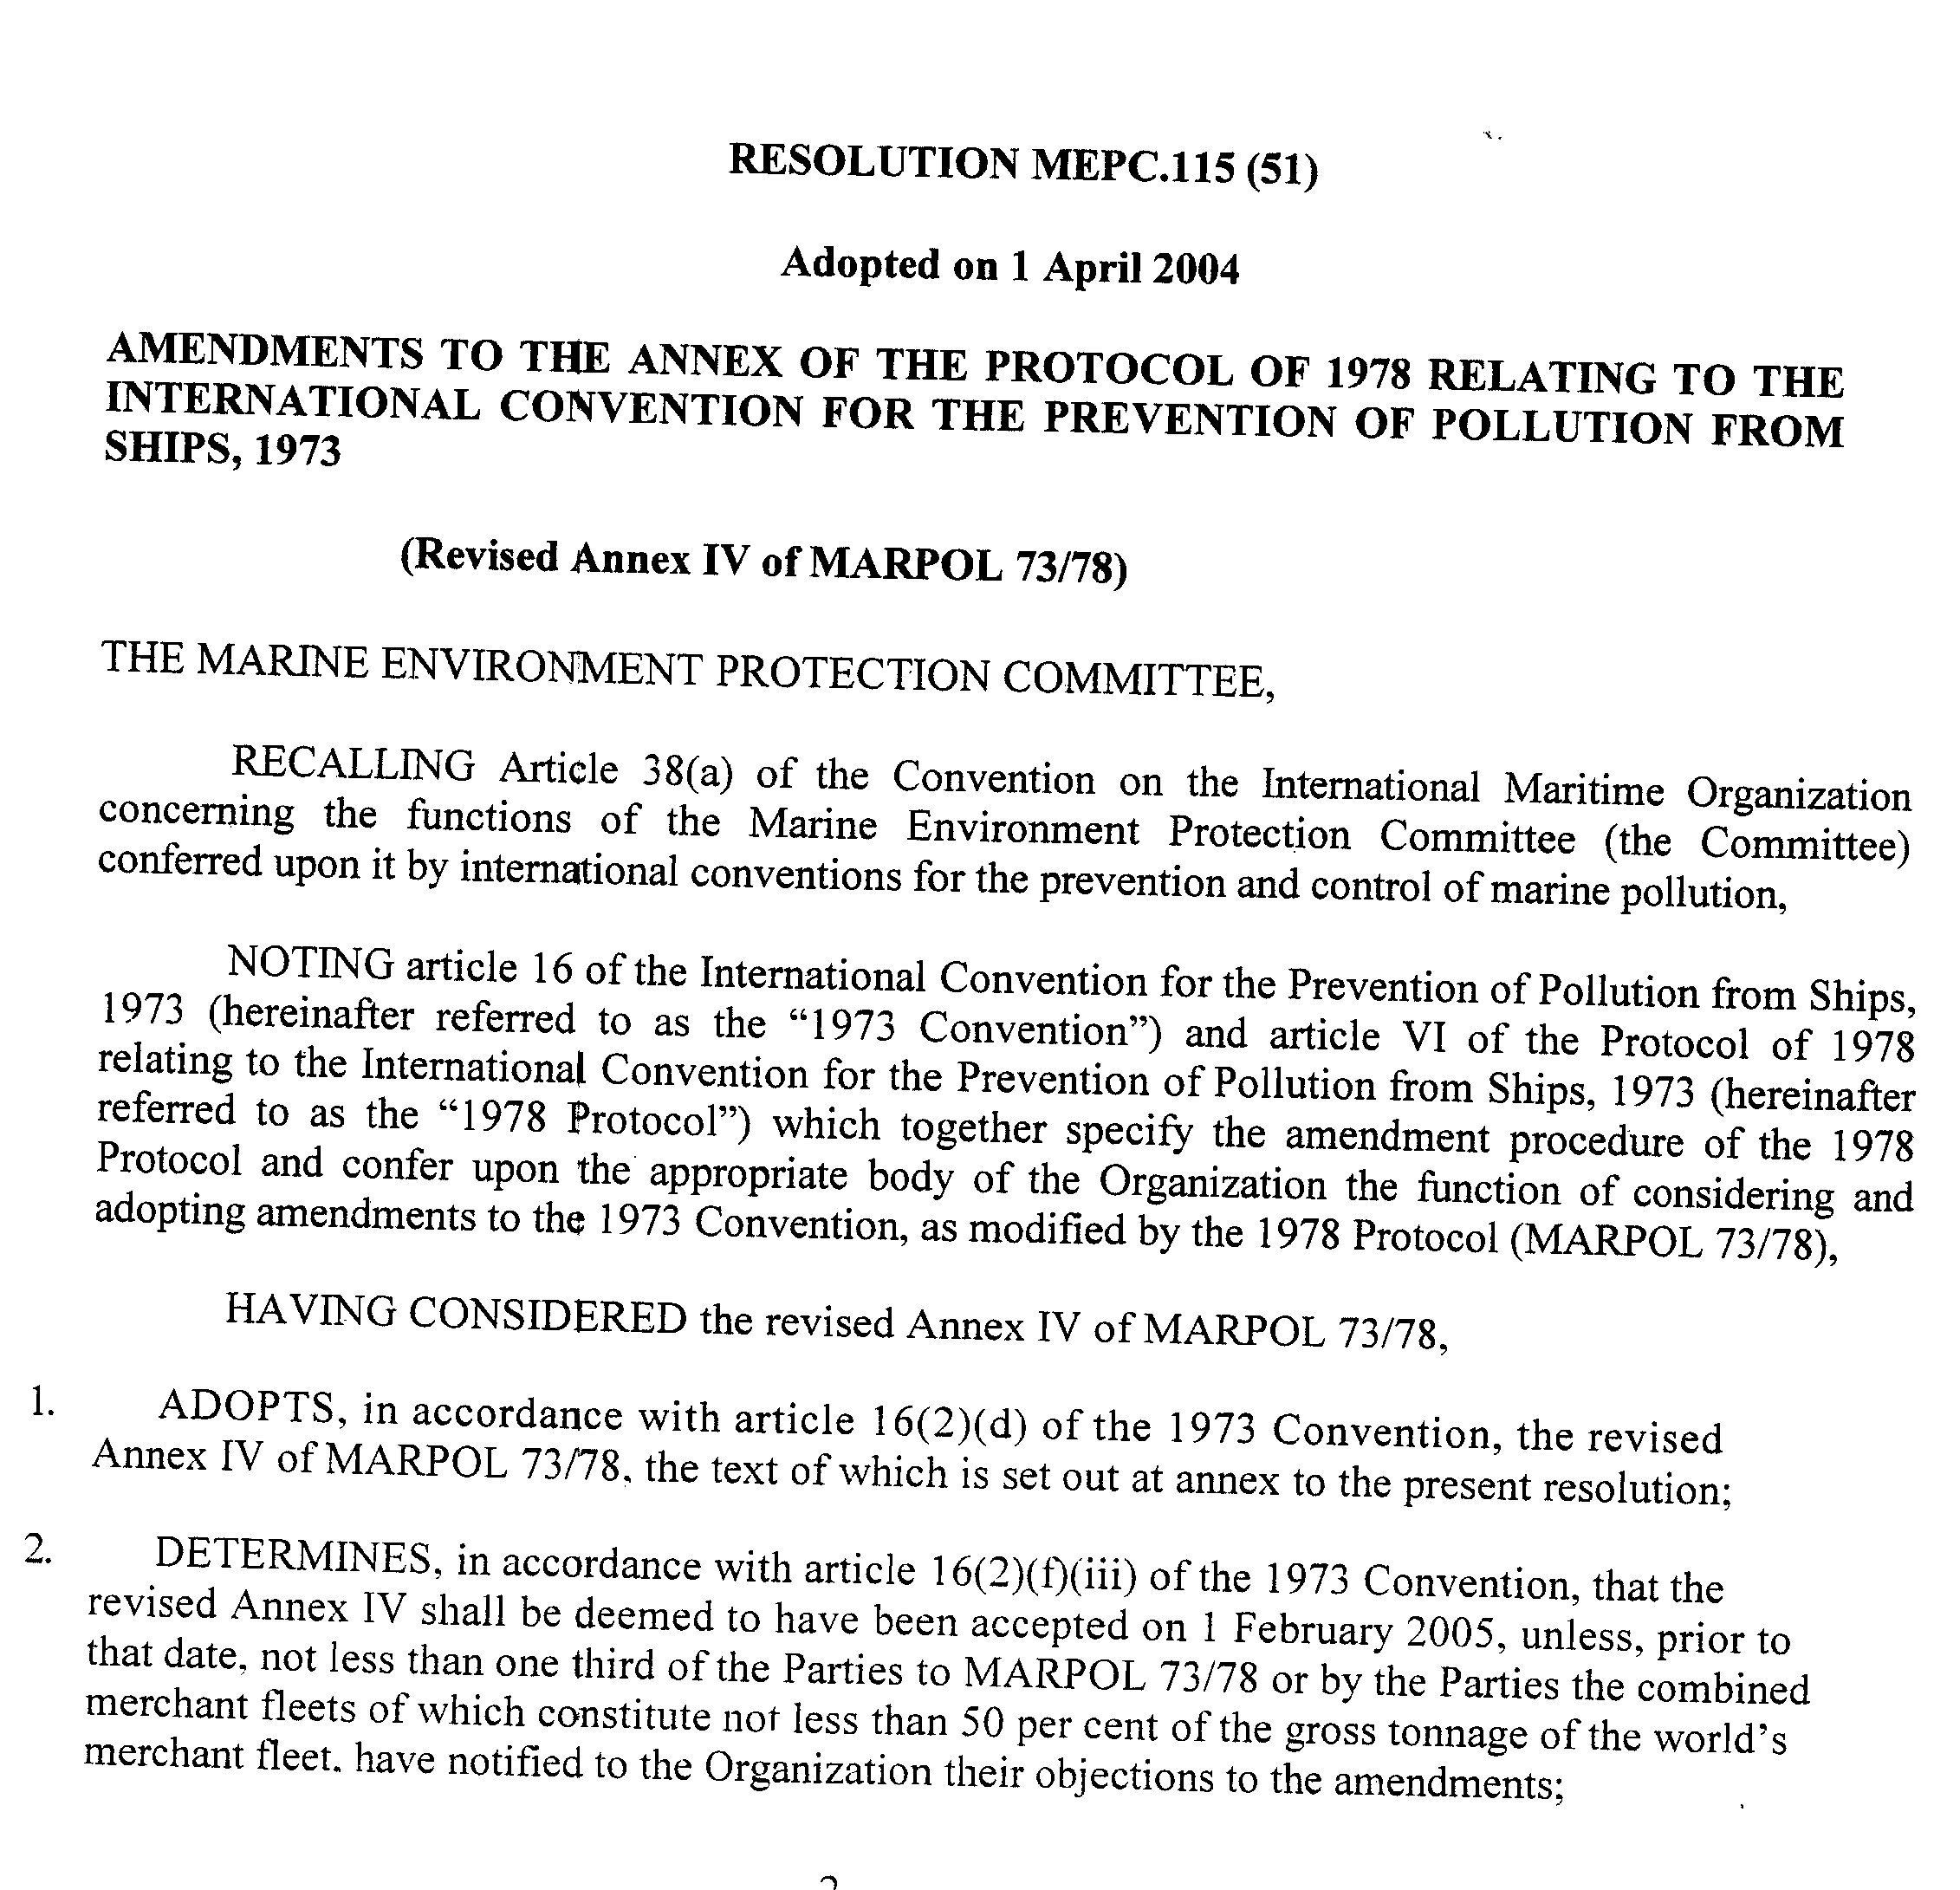 RESOLUTION MEPC.115 (51)
Adopted on 1 April 2004
AMENDMENTS TO THE ANNEX OF THE PROTOCOL OF 1978 RELATING TO THE
INTERNATIONAL CONVENTION FOR THE PREVENTION OF POLLUTION FROM
SHIPS, 1973
(Revised Annex IV of MARPOL 73/78)
THE MARINE ENVIRONMENT PROTECTION COMMITTEE,
RECALLING Article 38(a) of the Convention on the International Maritime Organization
concerning the functions of the Marine Environment Protection Committee (the Committee)
conferred upon it by international conventions for the prevention and control of marine pollution,
NOTING article 16 of the International Convention for the Prevention of Pollution from Ships,
1973 (hereinafter referred to as the “1973 Convention”) and article VI of the Protocol of 1978
relating to the International Convention for the Prevention of Pollution from Ships, 1973 (hereinafter
referred to as the “1978 Protocol”) which together specify the amendment procedure of the 1978
Protocol and confer upon the appropriate body of the Organization the function of considering and
adopting amendments to the 1973 Convention, as modified by the 1978 Protocol (MARPOL 73/78),
HAVING CONSIDERED the revised Annex IV of MARPOL 73/78,
1. ADOPTS, in accordance with article 16(2)(d) of the 1973 Convention, the revised
Annex IV of MARPOL 73/78, the text of which is set out at annex to the present resolution;
2. DETERMINES, in accordance with article 16(2)(f)(iii) of the 1973 Convention, that the
revised Annex IV shall be deemed to have been accepted on 1 February 2005, unless, prior to
that date, not less than one third of the Parties to MARPOL 73/78 or by the Parties the combined
merchant fleets of which constitute not less than 50 per cent of the gross tonnage of the world’s
merchant fleet. have notified to the Organization their objections to the amendments;